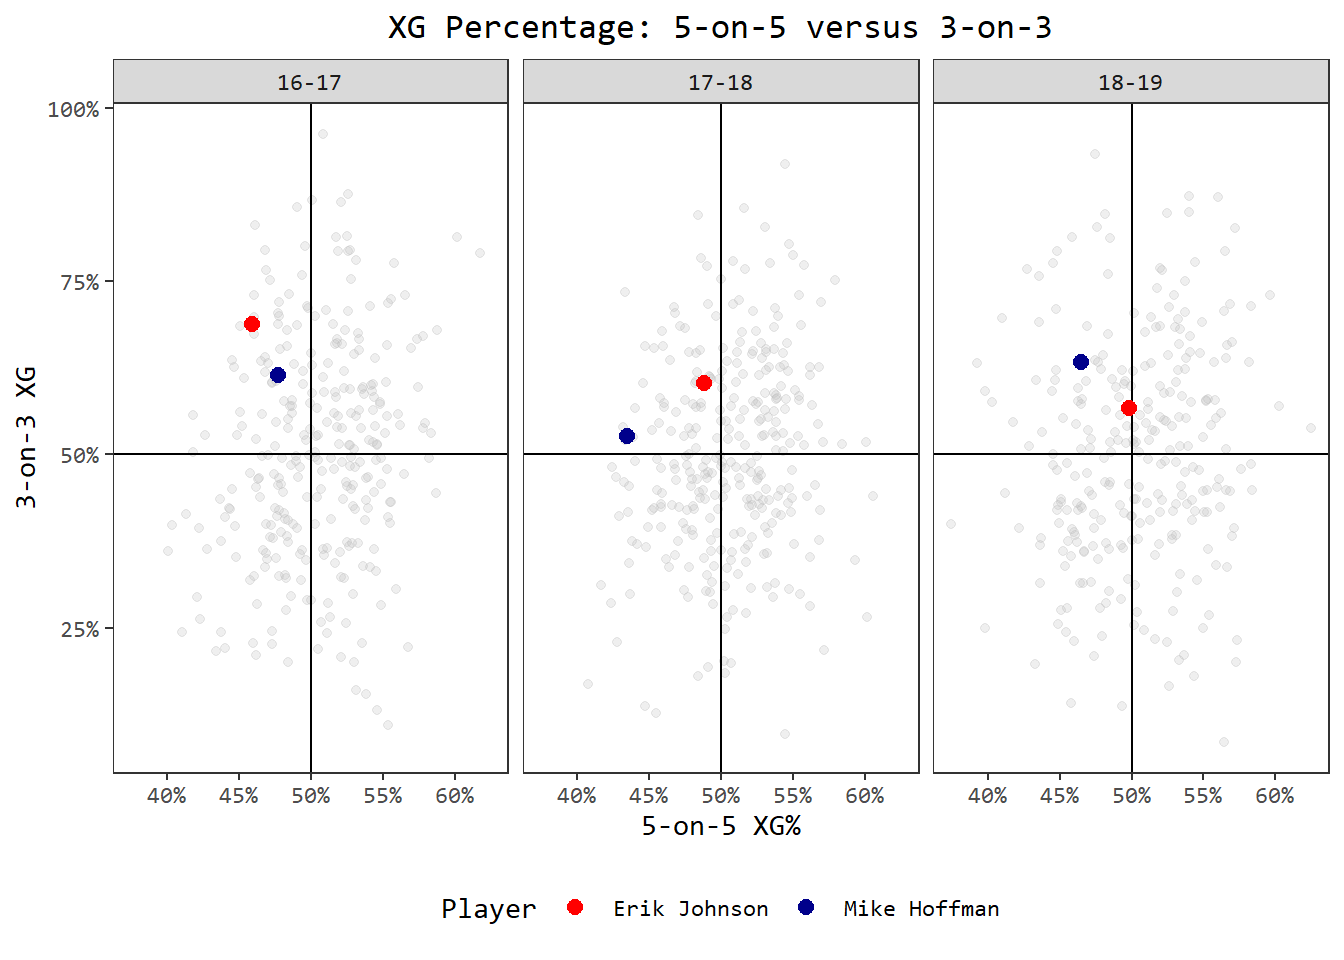 XG Percentage: 5-on-5 versus 3-on-3
16-17 17-18 18-19
100%
75%
50%
25%
3-on-3 XG
40% 45% 50% 55% 60% 40% 45% 50% 55% 60% 40% 45% 50% 55% 60%
5-on-5 XG%
Player Erik Johnson Mike Hoffman